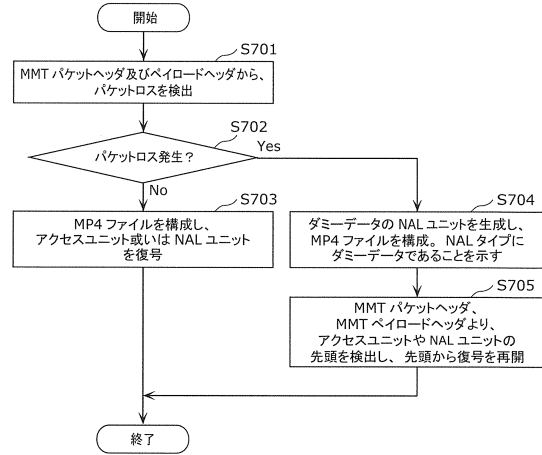 開始
S701
MMT パケットヘッダ及びペイロードヘッダから、
パケットロスを検出
S702
パケットロス発生？
Yes
No
S703
MP4 ファイルを構成し、
アクセスユニット或いは NAL ユニット
を復号
S704
ダミーデータの NAL ユニットを生成し、
MP4 ファイルを構成。 NAL タイプに
ダミーデータであることを示す
S705
MMT パケットヘッダ、
MMT ペイロードヘッダより、
アクセスユニットや NAL ユニットの
先頭を検出し、 先頭から復号を再開
終了